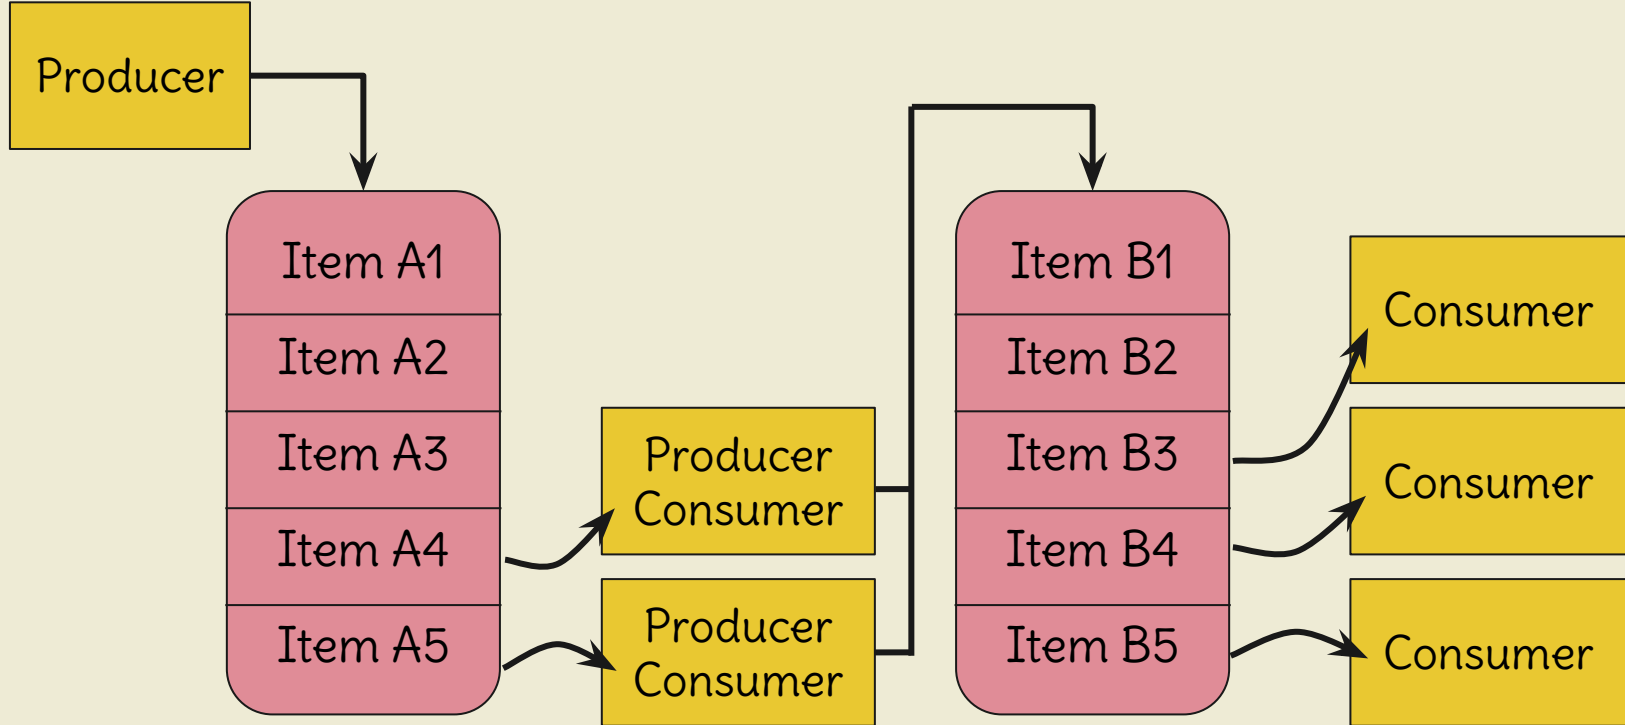 Producer
Item A1
Item A2
Item A3
Item A4
Item A5
Producer
Consumer
Producer
Consumer
Item B1
Item B2
Item B3
Item B4
Item B5
Consumer
Consumer
Consumer